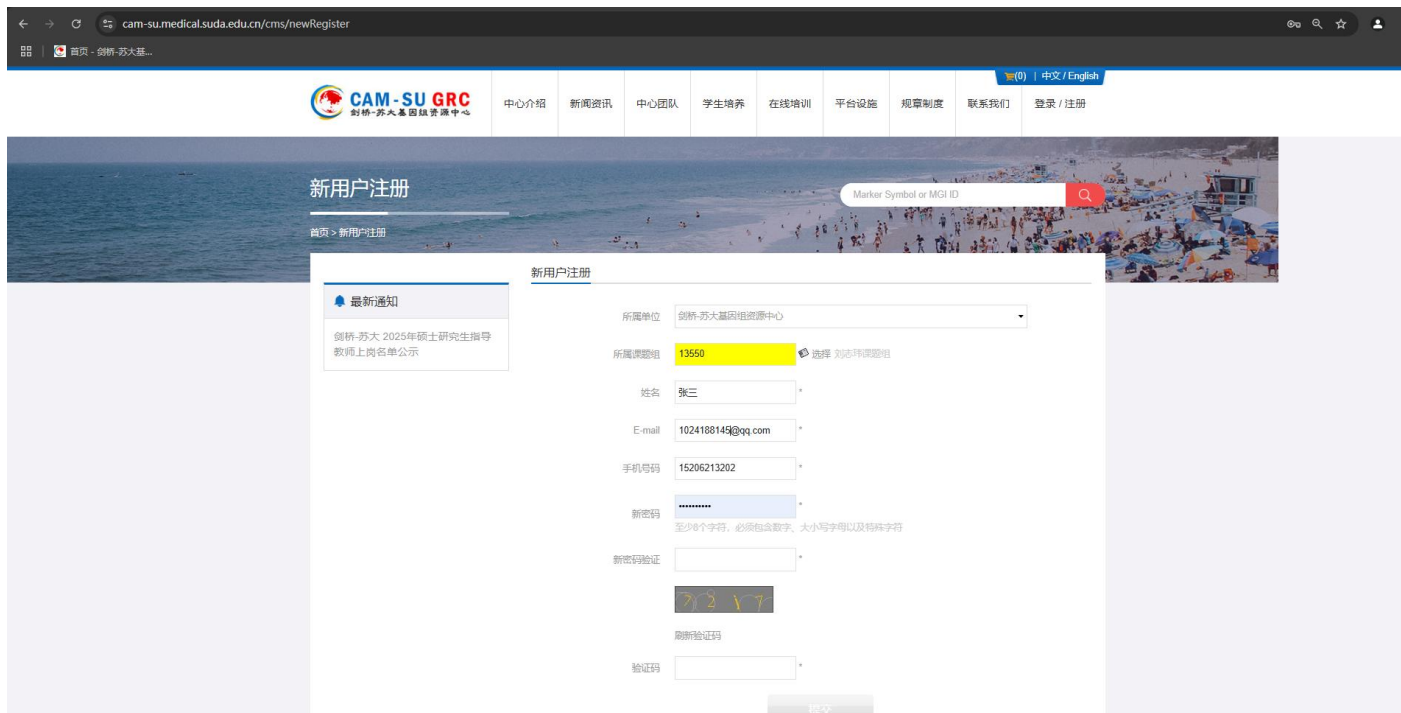 cam-su.medical.suda.edu.cn/cms/newRegister
首页 - 剑桥-苏大基...
(0) | 中文 / English
CAM-SU GRC
剑桥-苏大基因组资源中心
中心介绍 新闻资讯 中心团队 学生培养 在线培训 平台设施 规章制度 联系我们 登录 / 注册
新用户注册
Marker Symbol or MGI ID
首页 > 新用户注册
新用户注册
最新通知
剑桥-苏大 2025年硕士研究生指导
教师上岗名单公示
所属单位 剑桥-苏大基因组资源中心
所属课题组 13550 选择 刘志玮课题组
姓名 张三 *
E-mail 1024188145@qq.com *
手机号码 15206213202 *
新密码 •••••••••• *
至少8个字符，必须包含数字、大小写字母以及特殊字符
新密码验证 *
刷新验证码
验证码 *
提交